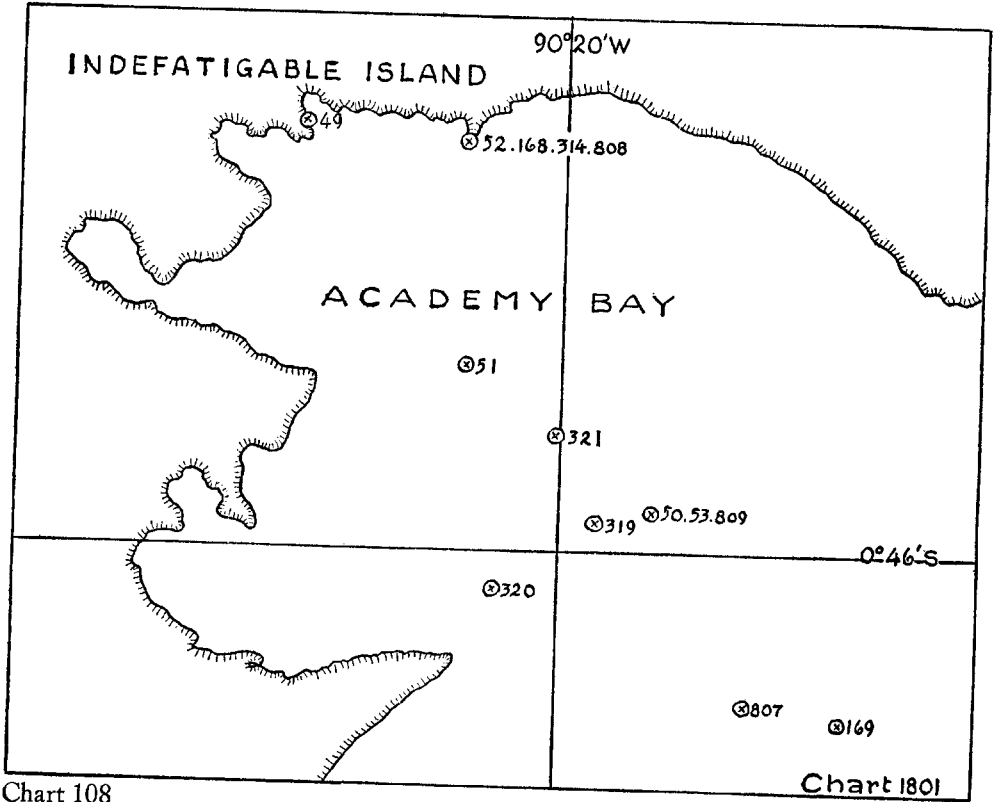 90°20'W
INDEFATIGABLE ISLAND
49
52.168.314.808
ACADEMY BAY
51
321
319
50.53.809
0°46'S
320
807
169
Chart 1801
Chart 108